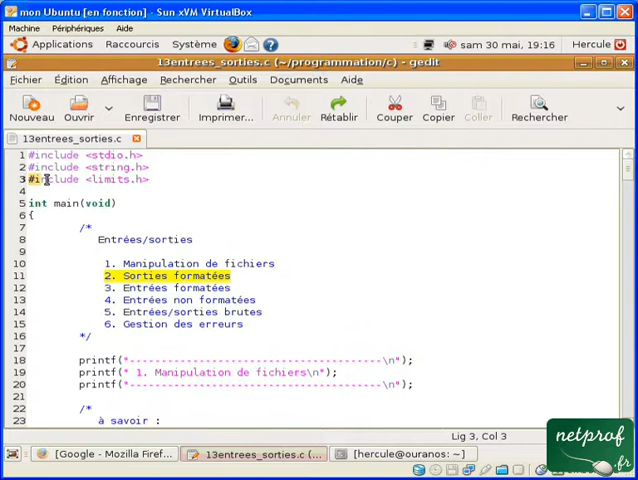 mon Ubuntu [en fonction] - Sun xVM VirtualBox
Machine Périphériques Aide
Applications Raccourcis Système sam 30 mai, 19:16 Hercule
13entrees_sorties.c (~/programmation/c) - gedit
Fichier Édition Affichage Rechercher Outils Documents Aide
Nouveau Ouvrir Enregistrer Imprimer... Annuler Rétablir Couper Copier Coller Rechercher
13entrees_sorties.c
1 #include <stdio.h>
2 #include <string.h>
3 #include <limits.h>
4
5 int main(void)
6 {
7 /*
8 Entrées/sorties
9
10 1. Manipulation de fichiers
11 2. Sorties formatées
12 3. Entrées formatées
13 4. Entrées non formatées
14 5. Entrées/sorties brutes
15 6. Gestion des erreurs
16 */
17
18 printf("----------------------------------------\n");
19 printf(" 1. Manipulation de fichiers\n");
20 printf("----------------------------------------\n");
21
22 /*
23 à savoir :
Lig 3, Col 3
[Google - Mozilla Firef... 13entrees_sorties.c (... [hercule@ouranos: ~]
netprof
.fr